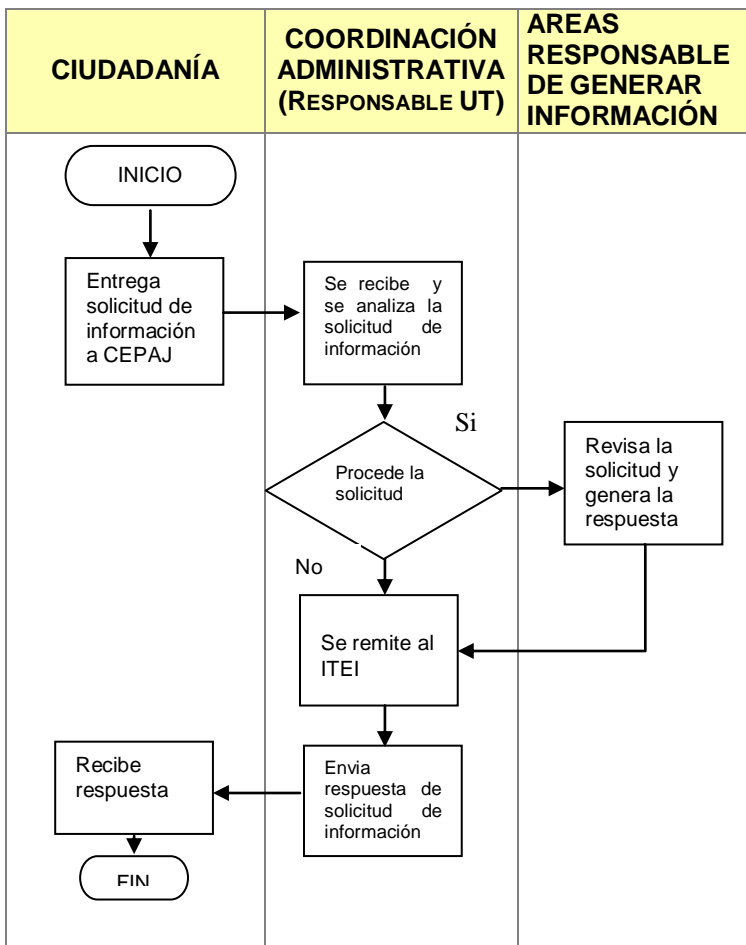 CIUDADANÍA
COORDINACIÓN
ADMINISTRATIVA
(RESPONSABLE UT)
AREAS
RESPONSABLE
DE GENERAR
INFORMACIÓN
INICIO
Entrega
solicitud de
información
a CEPAJ
Se recibe y
se analiza la
solicitud de
información
Procede la
solicitud
Si
Revisa la
solicitud y
genera la
respuesta
No
Se remite al
ITEI
Envia
respuesta de
solicitud de
información
Recibe
respuesta
FIN